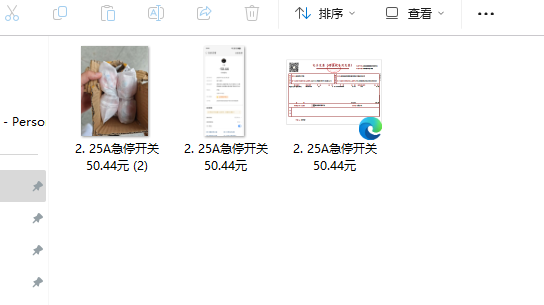 排序
查看
- Perso
2. 25A急停开关
50.44元 (2)
2. 25A急停开关
50.44元
2. 25A急停开关
50.44元